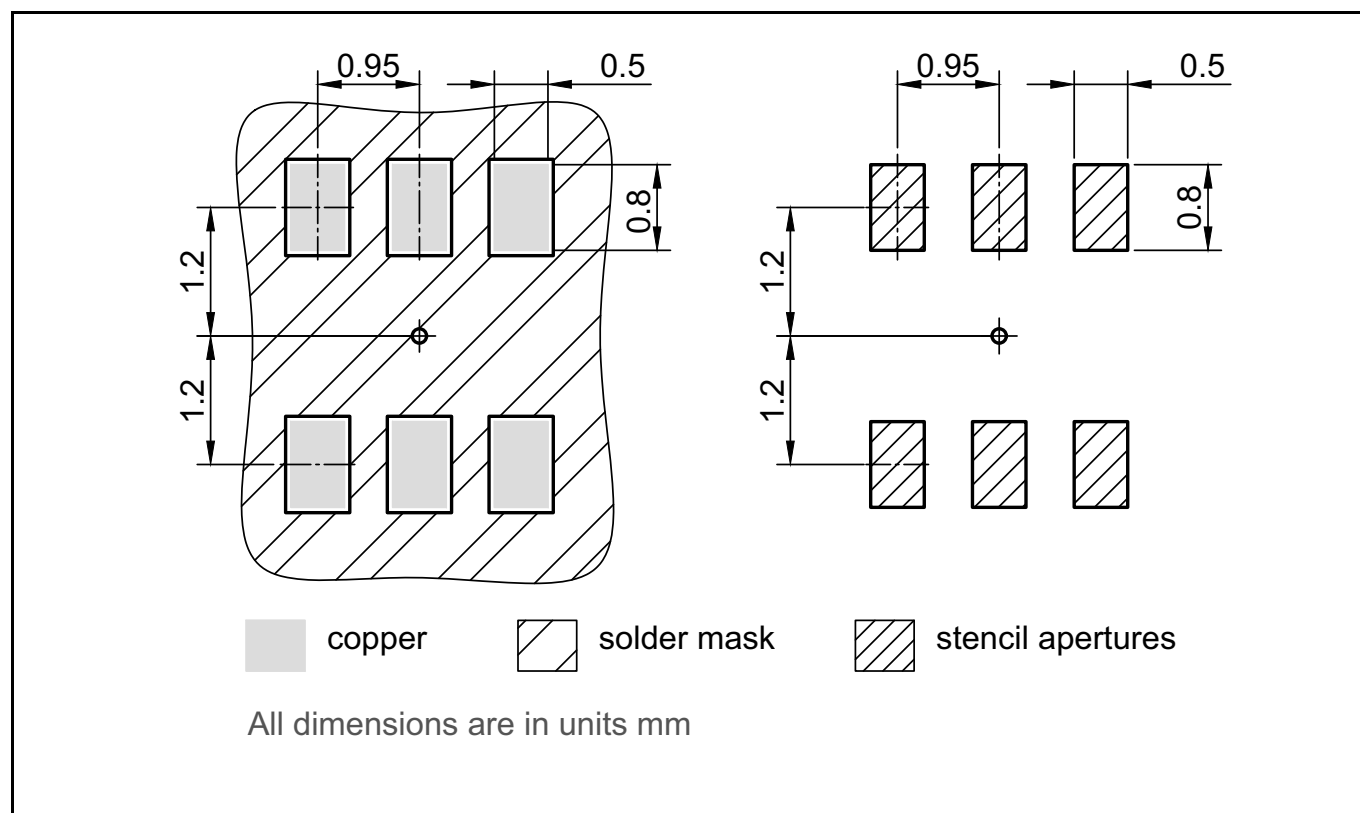 0.95 0.5 0.95 0.5
0.8 0.8
1.2 1.2
1.2 1.2
copper solder mask stencil apertures
All dimensions are in units mm